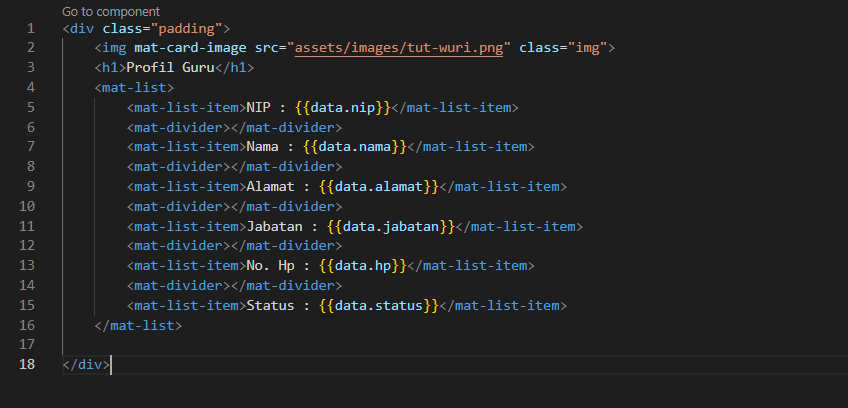 Go to component
1 <div class="padding">
2     <img mat-card-image src="assets/images/tut-wuri.png" class="img">
3     <h1>Profil Guru</h1>
4     <mat-list>
5         <mat-list-item>NIP : {{data.nip}}</mat-list-item>
6         <mat-divider></mat-divider>
7         <mat-list-item>Nama : {{data.nama}}</mat-list-item>
8         <mat-divider></mat-divider>
9         <mat-list-item>Alamat : {{data.alamat}}</mat-list-item>
10         <mat-divider></mat-divider>
11         <mat-list-item>Jabatan : {{data.jabatan}}</mat-list-item>
12         <mat-divider></mat-divider>
13         <mat-list-item>No. Hp : {{data.hp}}</mat-list-item>
14         <mat-divider></mat-divider>
15         <mat-list-item>Status : {{data.status}}</mat-list-item>
16     </mat-list>
17
18 </div>